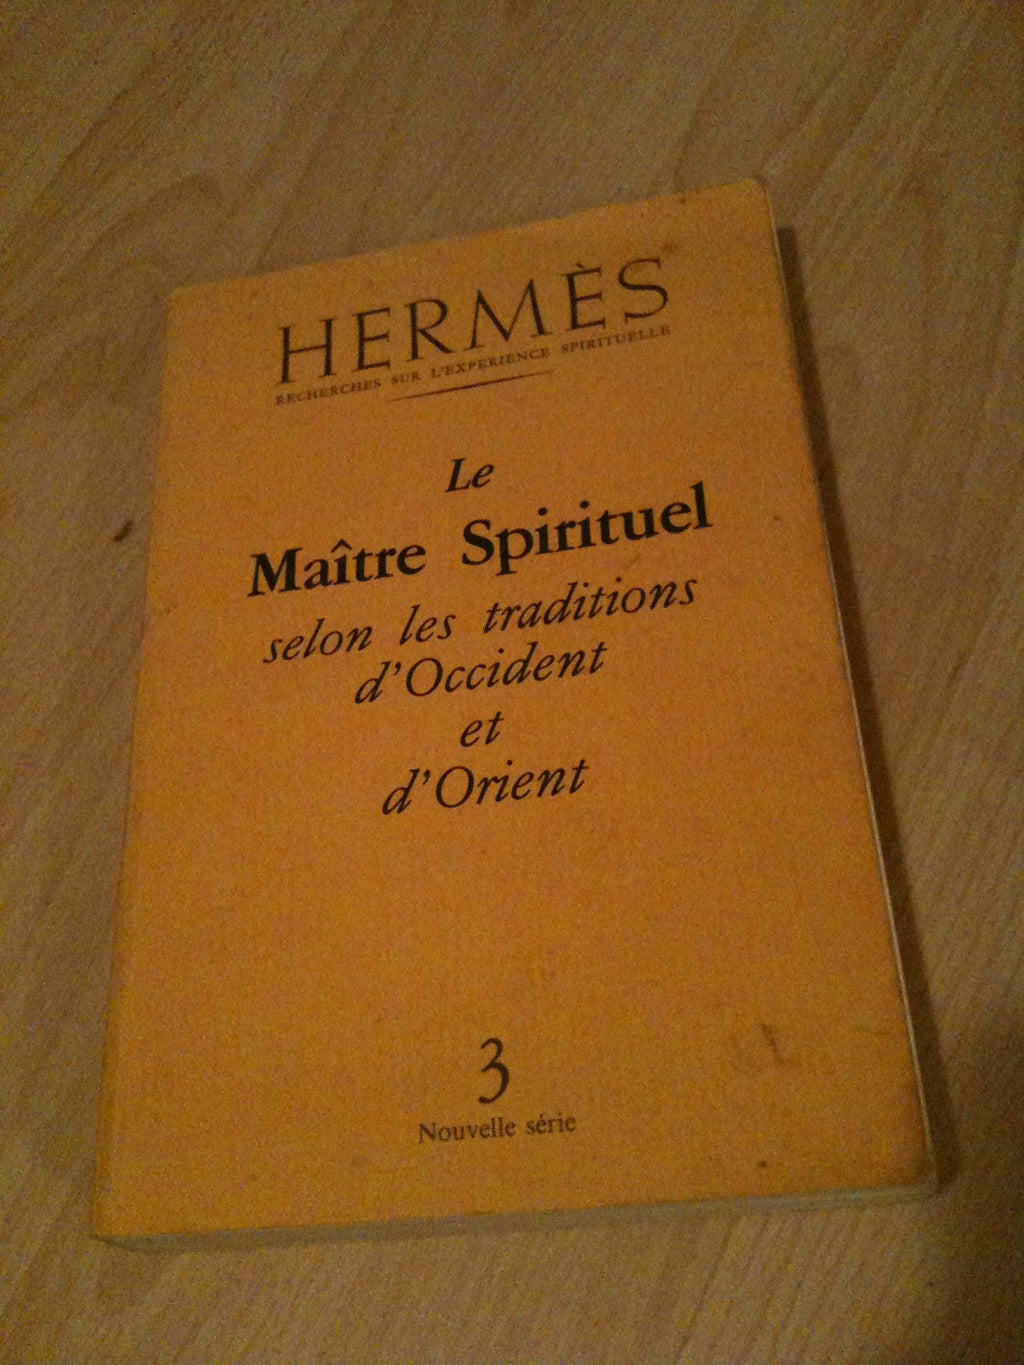 HERMÈS
RECHERCHES SUR L'EXPERIENCE SPIRITUELLE
Le
Maître Spirituel
selon les traditions
d'Occident
et
d'Orient
3
Nouvelle série